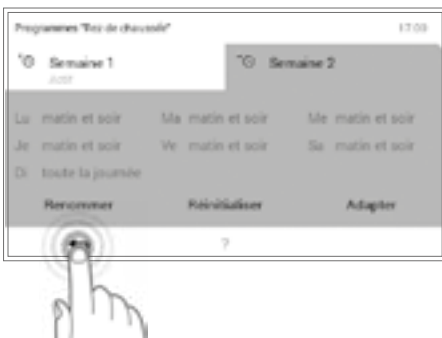 Programmes "Rez de chaussée" 17:03
Semaine 1 Semaine 2
Lu matin et soir Ma matin et soir Me matin et soir
Je matin et soir Ve matin et soir Sa matin et soir
Di toute la journée
Renommer Réinitialiser Adapter
?